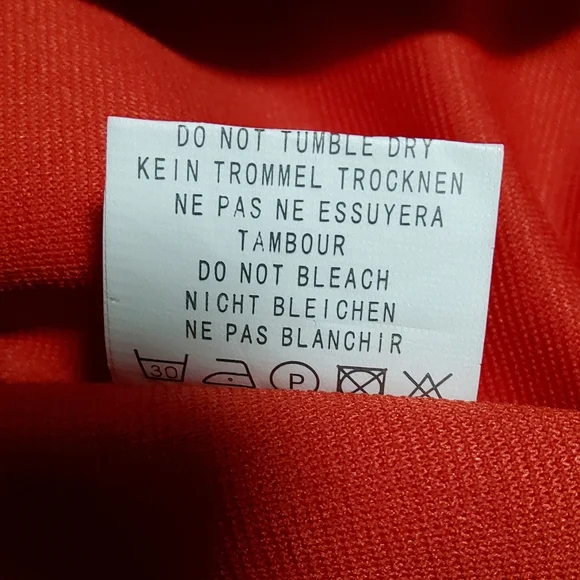 DO NOT TUMBLE DRY
KEIN TROMMEL TROCKNEN
NE PAS NE ESSUYERA
TAMBOUR
DO NOT BLEACH
NICHT BLEICHEN
NE PAS BLANCHIR
30 P